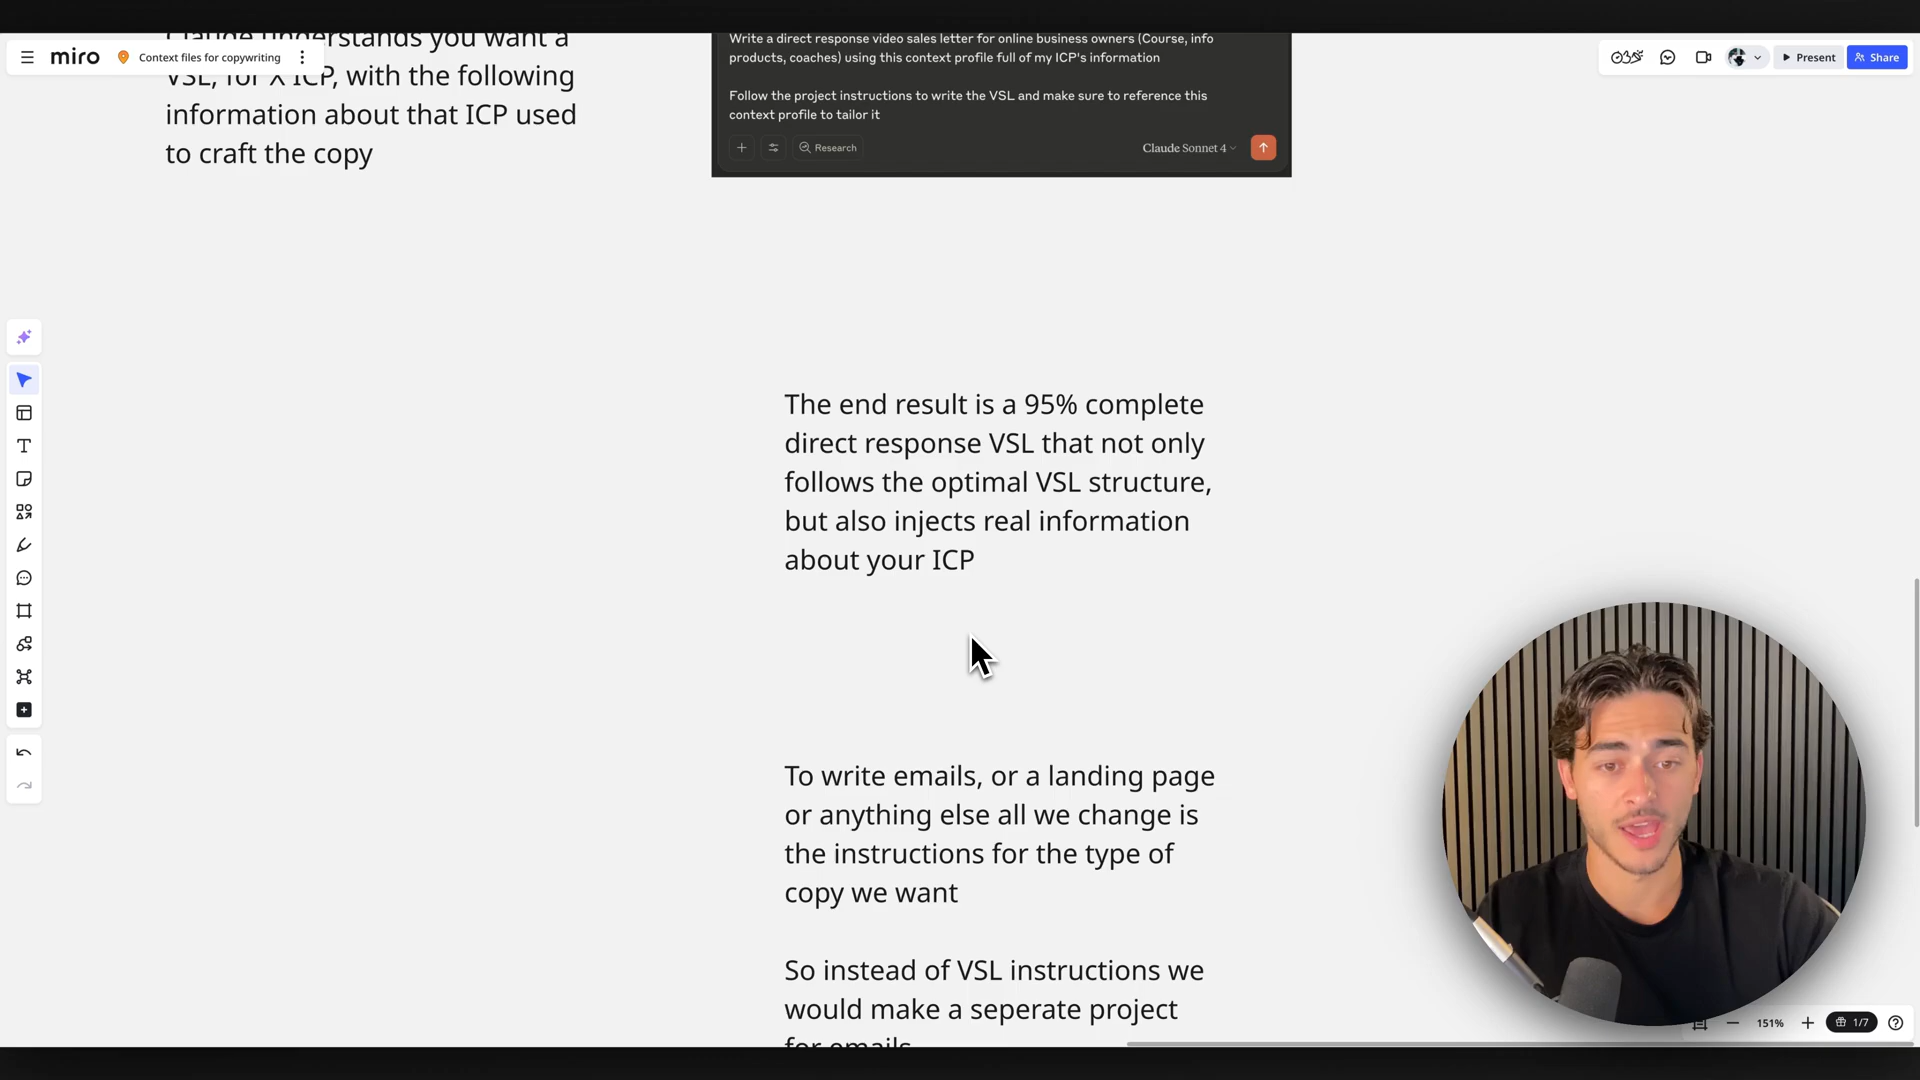 Claude understands you want a
miro
Context files for copywriting
VSL, for X ICP, with the following
information about that ICP used
to craft the copy
Write a direct response video sales letter for online business owners (Course, info
products, coaches) using this context profile full of my ICP's information
Follow the project instructions to write the VSL and make sure to reference this
context profile to tailor it
Research
Claude Sonnet 4
Present
Share
The end result is a 95% complete
direct response VSL that not only
follows the optimal VSL structure,
but also injects real information
about your ICP
To write emails, or a landing page
or anything else all we change is
the instructions for the type of
copy we want
So instead of VSL instructions we
would make a seperate project
for emails
151%
1/7